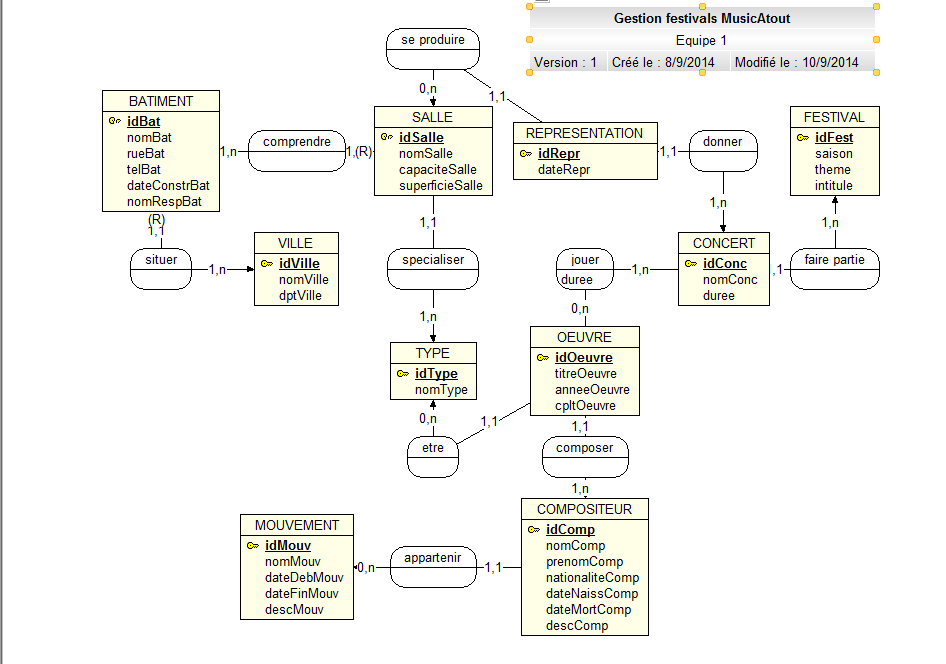 Gestion festivals MusicAtout
Equipe 1
Version : 1 Créé le : 8/9/2014 Modifié le : 10/9/2014
se produire
0,n
1,1
BATIMENT
idBat
nomBat
rueBat
telBat
dateConstrBat
nomRespBat
1,n
comprendre
1,(R)
SALLE
idSalle
nomSalle
capaciteSalle
superficieSalle
REPRESENTATION
idRepr
dateRepr
1,1
donner
1,n
FESTIVAL
idFest
saison
theme
intitule
1,n
(R)
1,1
situer
1,n
VILLE
idVille
nomVille
dptVille
1,1
specialiser
1,n
jouer
duree
1,n
0,n
CONCERT
idConc
nomConc
duree
,1
faire partie
TYPE
idType
nomType
0,n
etre
1,1
OEUVRE
idOeuvre
titreOeuvre
anneeOeuvre
cpltOeuvre
1,1
composer
1,n
MOUVEMENT
idMouv
nomMouv
dateDebMouv
dateFinMouv
descMouv
0,n
appartenir
1,1
COMPOSITEUR
idComp
nomComp
prenomComp
nationaliteComp
dateNaissComp
dateMortComp
descComp